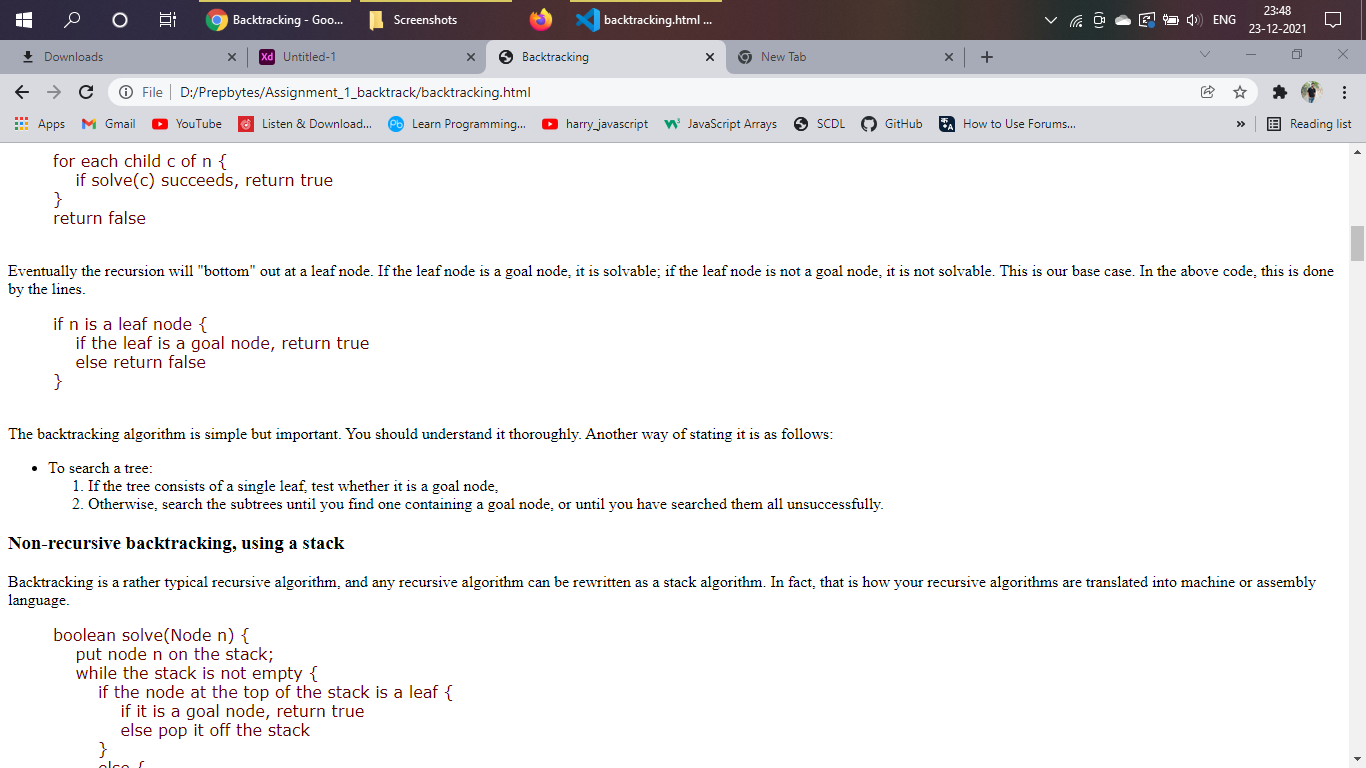 Backtracking - Goo...
Screenshots
backtracking.html ...
ENG
23:48
23-12-2021
Downloads
Xd Untitled-1
Backtracking
New Tab
File D:/Prepbytes/Assignment_1_backtrack/backtracking.html
Apps
Gmail
YouTube
Listen & Download...
Pb Learn Programming...
harry_javascript
JavaScript Arrays
SCDL
GitHub
How to Use Forums...
»
Reading list
for each child c of n {
if solve(c) succeeds, return true
}
return false
Eventually the recursion will "bottom" out at a leaf node. If the leaf node is a goal node, it is solvable; if the leaf node is not a goal node, it is not solvable. This is our base case. In the above code, this is done
by the lines.
if n is a leaf node {
if the leaf is a goal node, return true
else return false
}
The backtracking algorithm is simple but important. You should understand it thoroughly. Another way of stating it is as follows:
• To search a tree:
1. If the tree consists of a single leaf, test whether it is a goal node,
2. Otherwise, search the subtrees until you find one containing a goal node, or until you have searched them all unsuccessfully.
Non-recursive backtracking, using a stack
Backtracking is a rather typical recursive algorithm, and any recursive algorithm can be rewritten as a stack algorithm. In fact, that is how your recursive algorithms are translated into machine or assembly
language.
boolean solve(Node n) {
put node n on the stack;
while the stack is not empty {
if the node at the top of the stack is a leaf {
if it is a goal node, return true
else pop it off the stack
}
else {